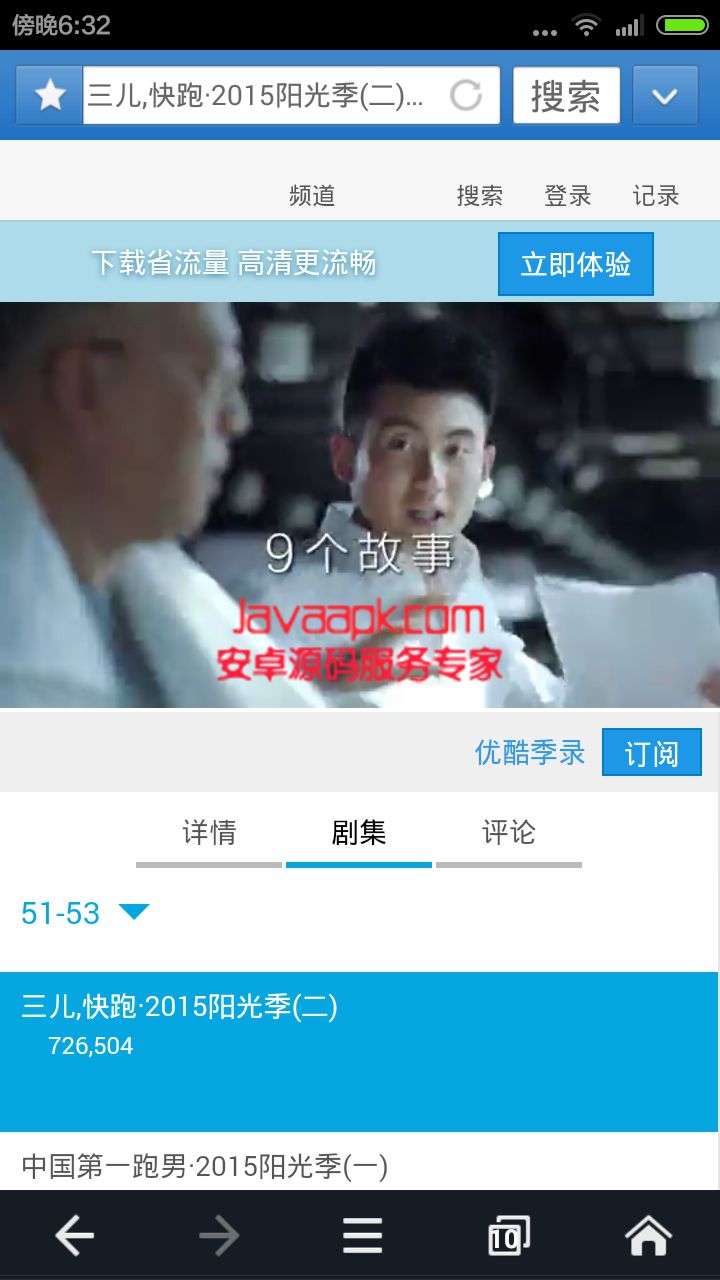 傍晚6:32
三儿,快跑·2015阳光季(二)...
搜索
频道 搜索 登录 记录
下载省流量 高清更流畅
立即体验
9个故事
Javaapk.com
安卓源码服务专家
优酷季录
订阅
详情 剧集 评论
51-53
三儿,快跑·2015阳光季(二)
726,504
中国第一跑男·2015阳光季(一)
10